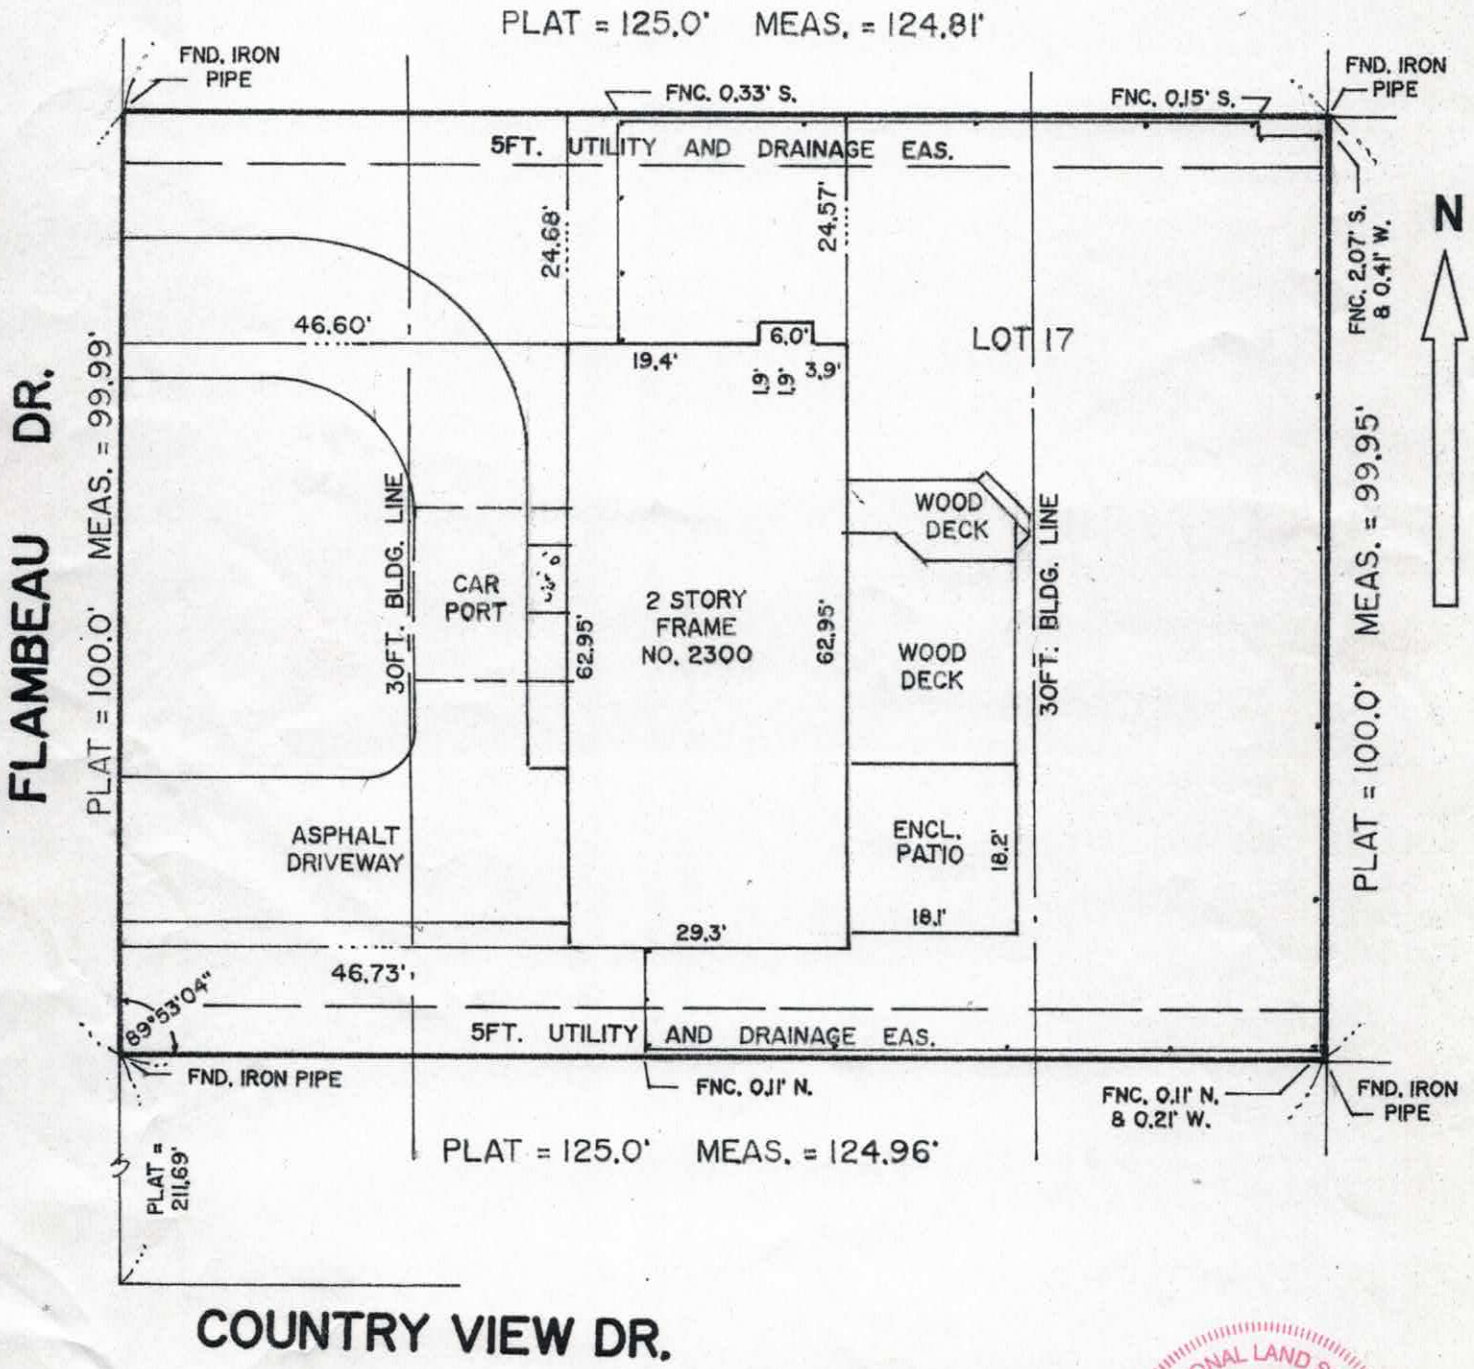 PLAT = 125.0' MEAS. = 124.81'
FND. IRON
PIPE
FNC. 0.33' S.
FNC. 0.15' S.
FND. IRON
PIPE
5FT. UTILITY AND DRAINAGE EAS.
24.68'
24.57'
FNC. 2.07' S.
& 0.41' W.
N
46.60'
6.0'
LOT 17
19.4'
1.9'
1.9'
3.9'
FLAMBEAU DR.
PLAT = 100.0' MEAS. = 99.99'
30FT. BLDG. LINE
CAR
PORT
62.95'
2 STORY
FRAME
NO. 2300
62.95'
WOOD
DECK
WOOD
DECK
30FT. BLDG. LINE
PLAT = 100.0' MEAS. = 99.95'
ASPHALT
DRIVEWAY
ENCL.
PATIO
18.2'
18.1'
29.3'
46.73'
89°53'04"
5FT. UTILITY AND DRAINAGE EAS.
FND. IRON PIPE
FNC. 0.11' N.
FNC. 0.11' N.
& 0.21' W.
FND. IRON
PIPE
PLAT = 125.0' MEAS. = 124.96'
PLAT =
211.69'
COUNTRY VIEW DR.
ONAL LAND S